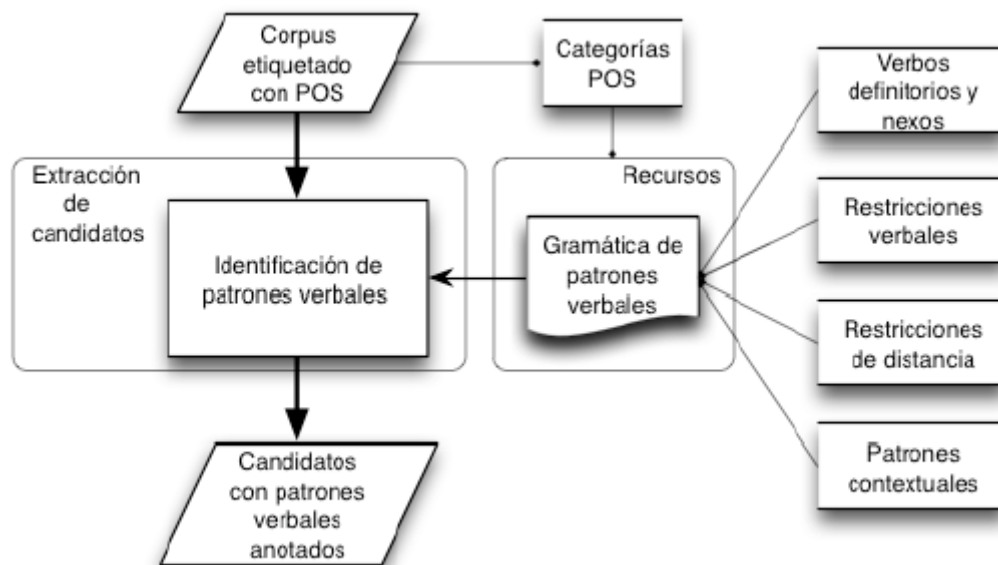 Corpus
etiquetado
con POS
Categorías
POS
Verbos
definitorios y
nexos
Extracción
de
candidatos
Recursos
Identificación de
patrones verbales
Gramática de
patrones
verbales
Restricciones
verbales
Restricciones
de distancia
Candidatos
con patrones
verbales
anotados
Patrones
contextuales